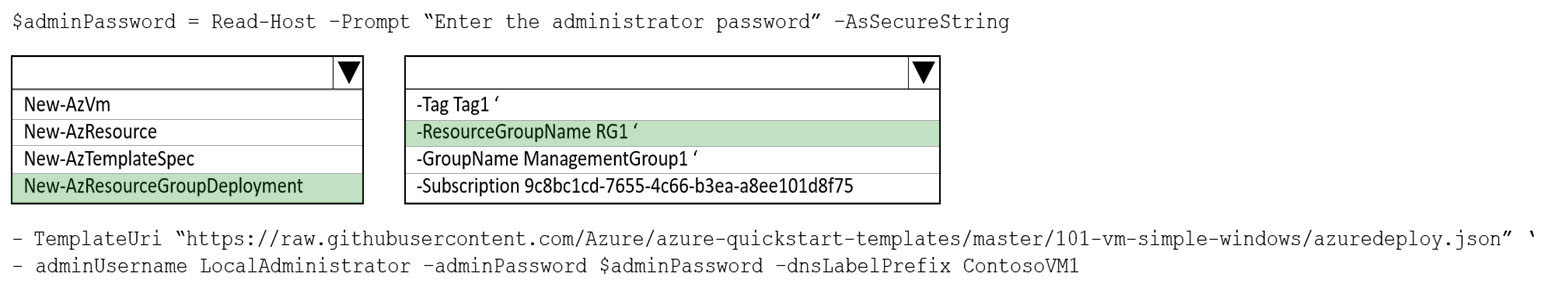 $adminPassword = Read-Host -Prompt “Enter the administrator password” -AsSecureString
New-AzVm
New-AzResource
New-AzTemplateSpec
New-AzResourceGroupDeployment
-Tag Tag1 ‘
-ResourceGroupName RG1 ‘
-GroupName ManagementGroup1 ‘
-Subscription 9c8bc1cd-7655-4c66-b3ea-a8ee101d8f75
- TemplateUri “https://raw.githubusercontent.com/Azure/azure-quickstart-templates/master/101-vm-simple-windows/azuredeploy.json” ‘
- adminUsername LocalAdministrator -adminPassword $adminPassword -dnsLabelPrefix ContosoVM1